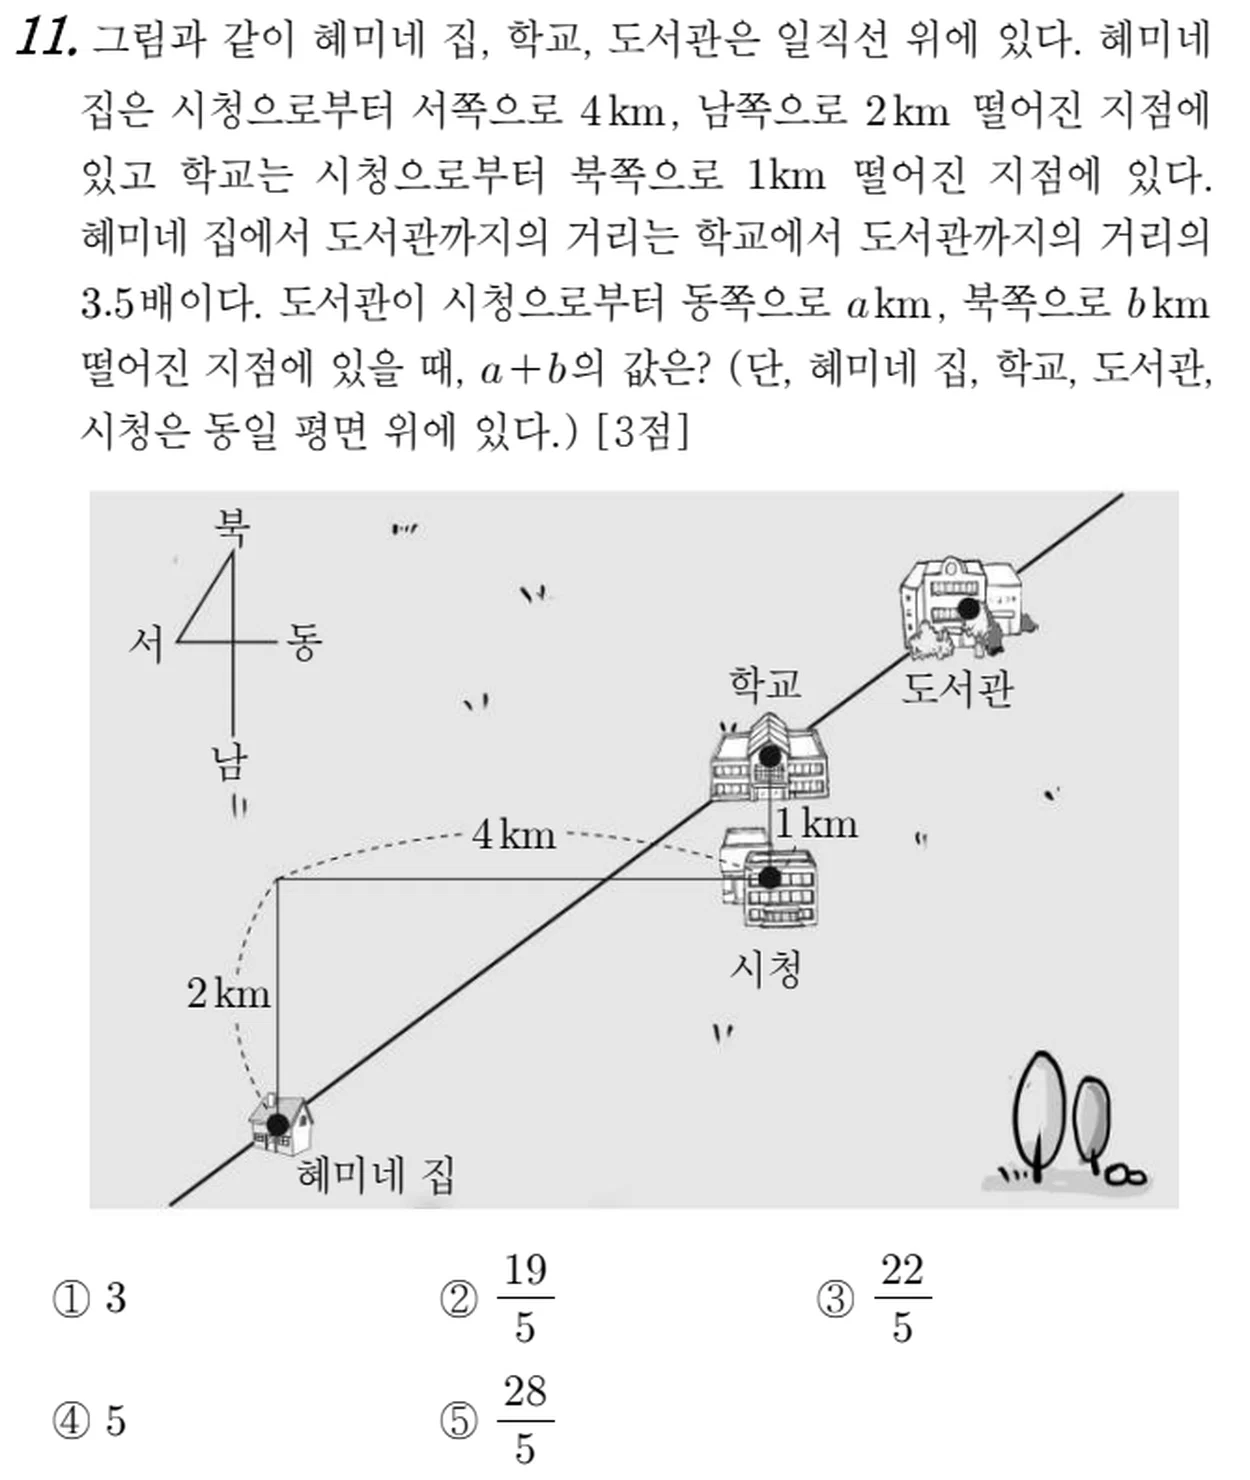 11. 그림과 같이 혜미네 집, 학교, 도서관은 일직선 위에 있다. 혜미네
집은 시청으로부터 서쪽으로 4km, 남쪽으로 2km 떨어진 지점에
있고 학교는 시청으로부터 북쪽으로 1km 떨어진 지점에 있다.
혜미네 집에서 도서관까지의 거리는 학교에서 도서관까지의 거리의
3.5배이다. 도서관이 시청으로부터 동쪽으로 a km, 북쪽으로 b km
떨어진 지점에 있을 때, a+b의 값은? (단, 혜미네 집, 학교, 도서관,
시청은 동일 평면 위에 있다.) [3점]
북
서 동
남
학교
도서관
4km
1km
시청
2km
혜미네 집
① 3 ② 19/5 ③ 22/5
④ 5 ⑤ 28/5